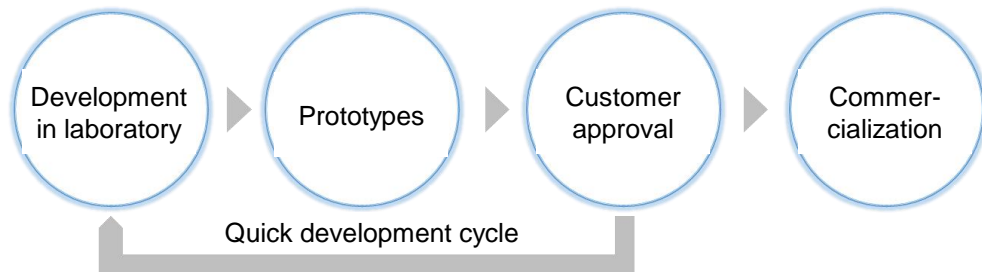 Development
in laboratory
Prototypes
Customer
approval
Commer-
cialization
Quick development cycle